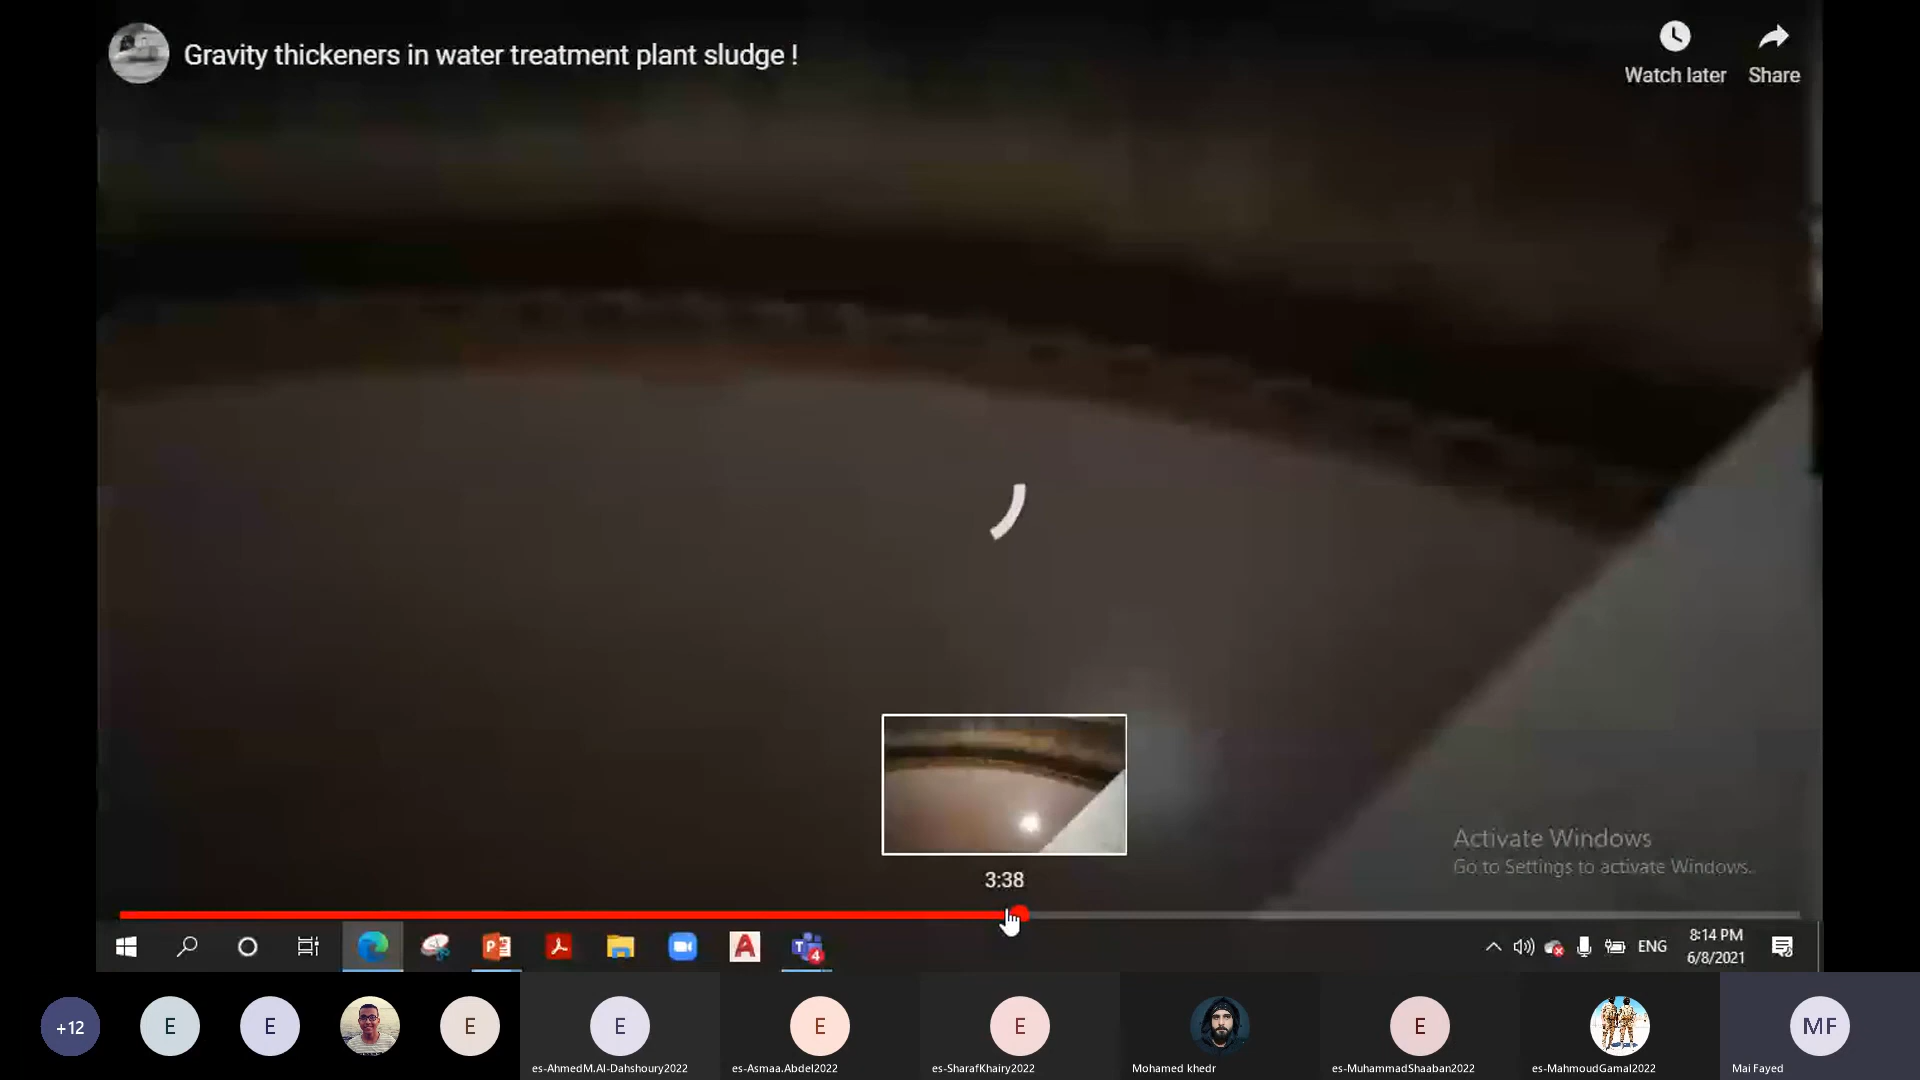 Gravity thickeners in water treatment plant sludge !
Watch later
Share
Activate Windows
Go to Settings to activate Windows.
3:38
4
ENG
8:14 PM
6/8/2021
+12
E
E
E
E
E
E
E
MF
es-AhmedM.Al-Dahshoury2022
es-Asmaa.Abdel2022
es-SharafKhairy2022
Mohamed khedr
es-MuhammadShaaban2022
es-MahmoudGamal2022
Mai Fayed